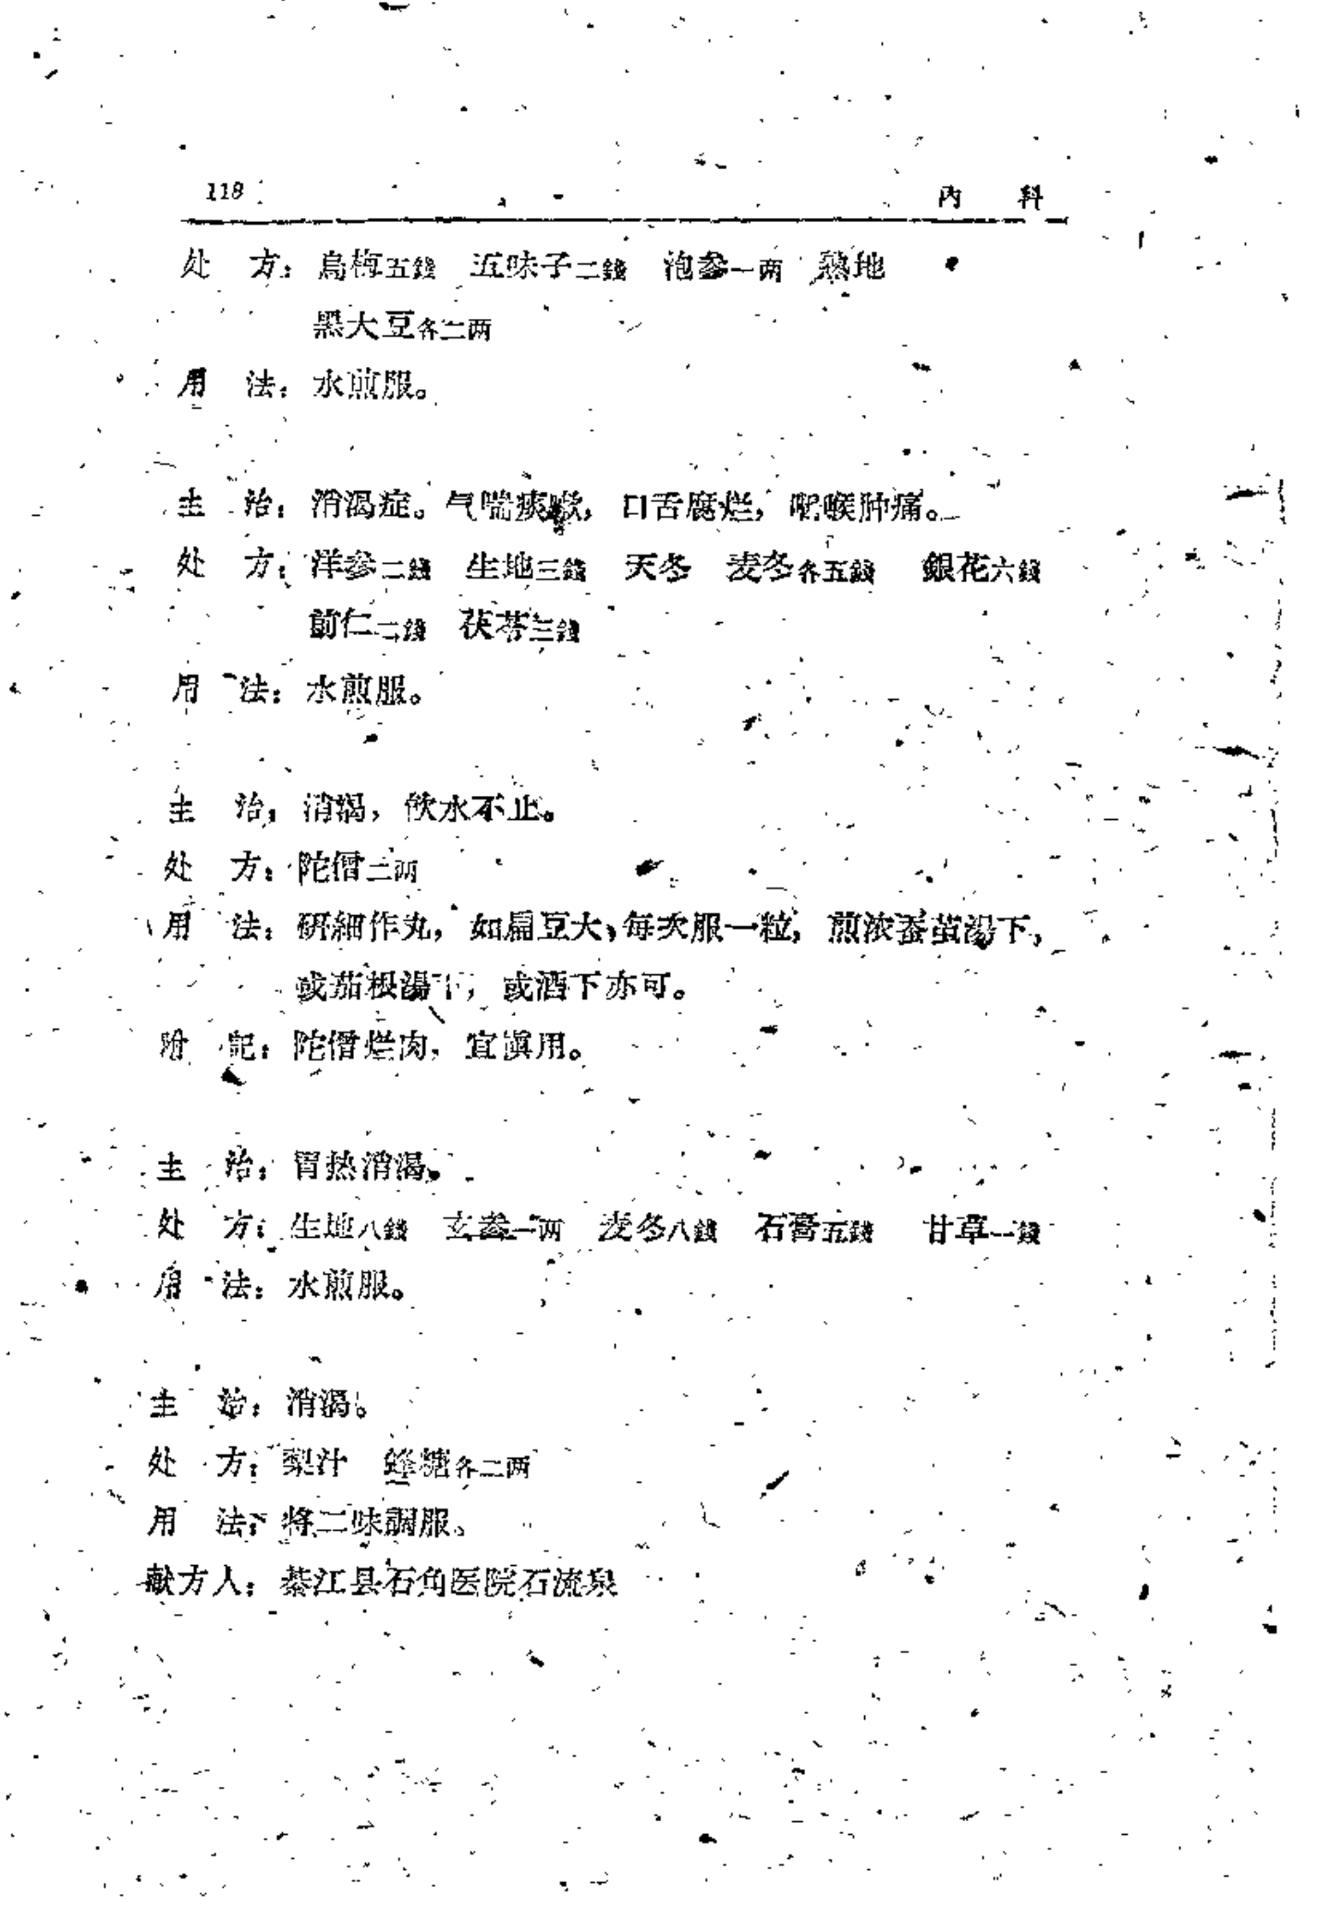 118 内 科
处 方：烏梅五錢 五味子二錢 泡參一两 熟地
黑大豆各二两
用 法：水煎服。
主 治：消渴症。气喘痰嗽，口舌腐烂，咽喉肿痛。
处 方：洋參二錢 生地三錢 天冬 麦冬各五錢 銀花六錢
前仁二錢 茯苓三錢
用 法：水煎服。
主 治：消渴，飲水不止。
处 方：陀僧二两
用 法：研細作丸，如扁豆大，每次服一粒，煎浓蚕茧湯下，
或茄根湯下，或酒下亦可。
附 記：陀僧烂肉，宜慎用。
主 治：胃热消渴。
处 方：生地八錢 玄參一两 麦冬八錢 石膏五錢 甘草一錢
用 法：水煎服。
主 治：消渴。
处 方：梨汁 蜂糖各二两
用 法：将二味調服。
献方人：綦江县石角医院石流泉